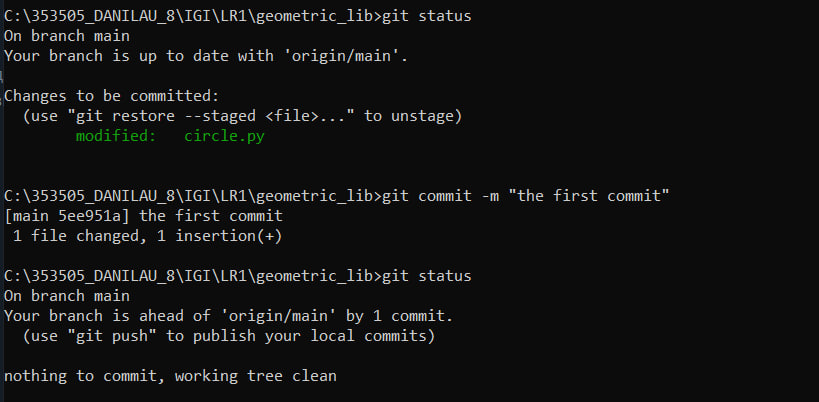 C:\353505_DANILAU_8\IGI\LR1\geometric_lib>git status
On branch main
Your branch is up to date with 'origin/main'.
Changes to be committed:
  (use "git restore --staged <file>..." to unstage)
        modified:   circle.py
C:\353505_DANILAU_8\IGI\LR1\geometric_lib>git commit -m "the first commit"
[main 5ee951a] the first commit
 1 file changed, 1 insertion(+)
C:\353505_DANILAU_8\IGI\LR1\geometric_lib>git status
On branch main
Your branch is ahead of 'origin/main' by 1 commit.
  (use "git push" to publish your local commits)
nothing to commit, working tree clean